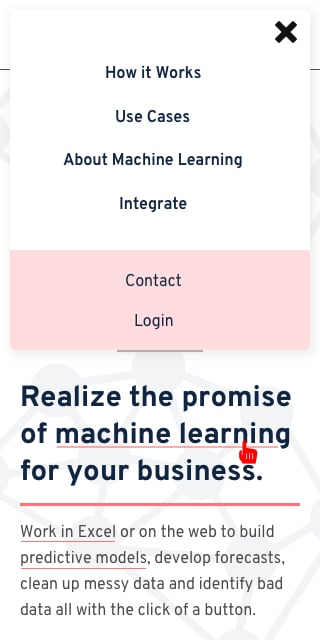 How it Works
Use Cases
About Machine Learning
Integrate
Contact
Login
Realize the promise
of machine learning
for your business.
Work in Excel or on the web to build
predictive models, develop forecasts,
clean up messy data and identify bad
data all with the click of a button.